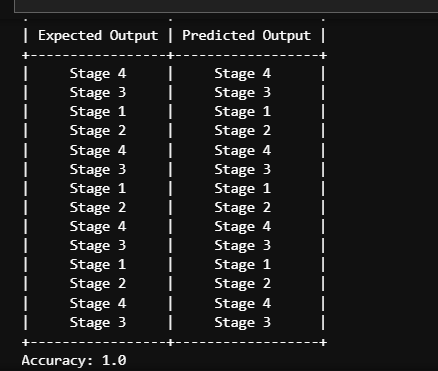 | Expected Output | Predicted Output |
+-----------------+------------------+
|     Stage 4     |     Stage 4      |
|     Stage 3     |     Stage 3      |
|     Stage 1     |     Stage 1      |
|     Stage 2     |     Stage 2      |
|     Stage 4     |     Stage 4      |
|     Stage 3     |     Stage 3      |
|     Stage 1     |     Stage 1      |
|     Stage 2     |     Stage 2      |
|     Stage 4     |     Stage 4      |
|     Stage 3     |     Stage 3      |
|     Stage 1     |     Stage 1      |
|     Stage 2     |     Stage 2      |
|     Stage 4     |     Stage 4      |
|     Stage 3     |     Stage 3      |
+-----------------+------------------+
Accuracy: 1.0